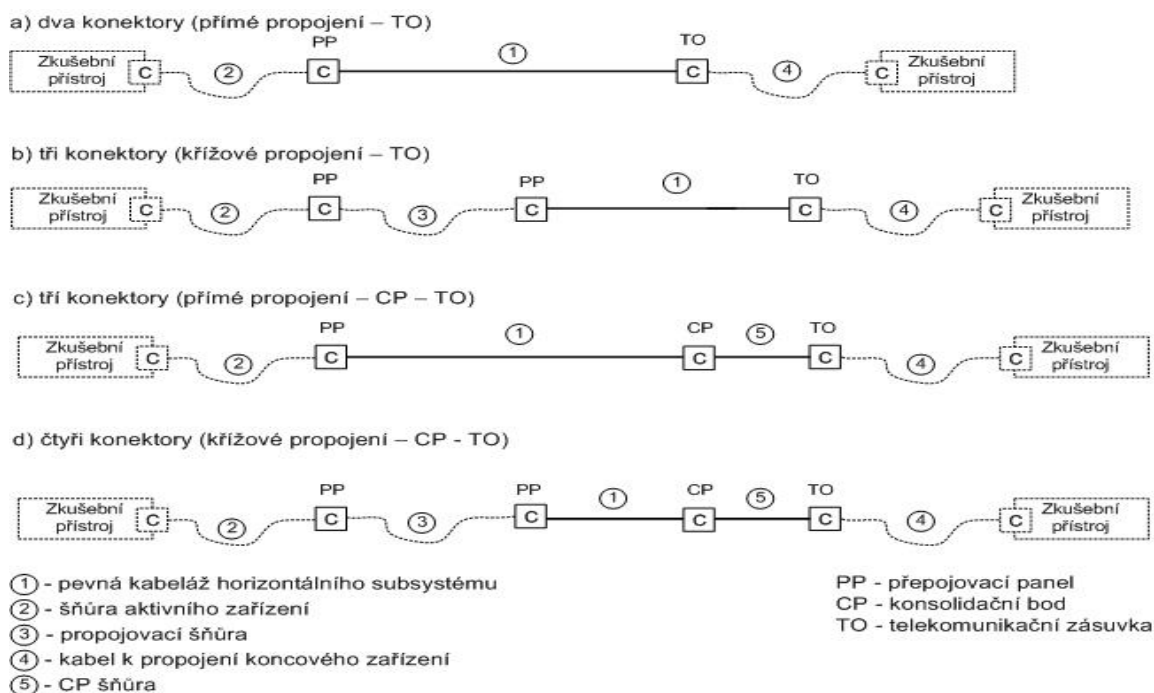 a) dva konektory (přímé propojení – TO)
PP
TO
Zkušební
přístroj
C
②
C
①
C
④
C
Zkušební
přístroj
b) tři konektory (křížové propojení – TO)
PP
PP
TO
Zkušební
přístroj
C
②
C
③
C
①
C
④
C
Zkušební
přístroj
c) tří konektory (přímé propojení – CP – TO)
PP
CP
TO
Zkušební
přístroj
C
②
C
①
C
⑤
C
④
C
Zkušební
přístroj
d) čtyři konektory (křížové propojení – CP - TO)
PP
PP
CP
TO
Zkušební
přístroj
C
②
C
③
C
①
C
⑤
C
④
C
Zkušební
přístroj
① - pevná kabeláž horizontálního subsystému
② - šňůra aktivního zařízení
③ - propojovací šňůra
④ - kabel k propojení koncového zařízení
⑤ - CP šňůra
PP - přepojovací panel
CP - konsolidační bod
TO - telekomunikační zásuvka